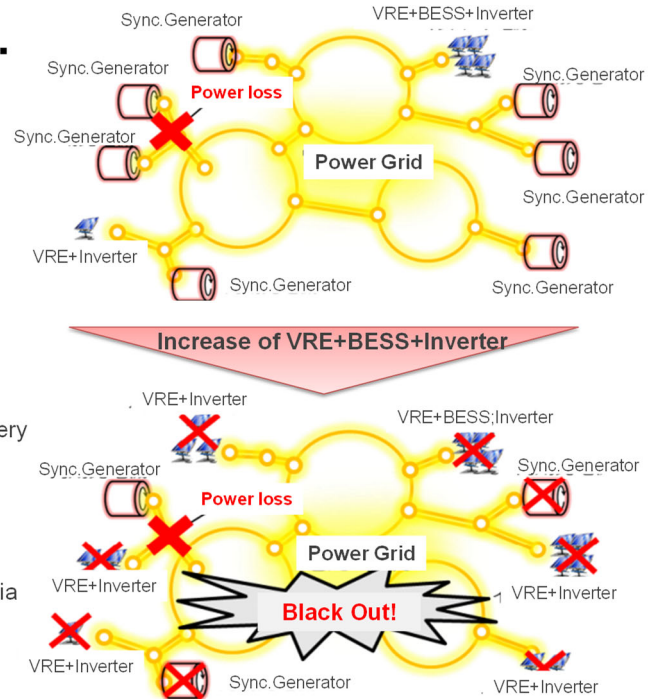 Sync.Generator
VRE+BESS+Inverter
Sync.Generator
Sync.Generator
Power loss
Sync.Generator
Power Grid
Sync.Generator
VRE+Inverter
Sync.Generator
Sync.Generator
Increase of VRE+BESS+Inverter
VRE+Inverter
VRE+BESS;Inverter
ery
Sync.Generator
Sync.Generator
Power loss
Power Grid
VRE+Inverter
ia
VRE+Inverter
Black Out!
VRE+Inverter
Sync.Generator
VRE+Inverter